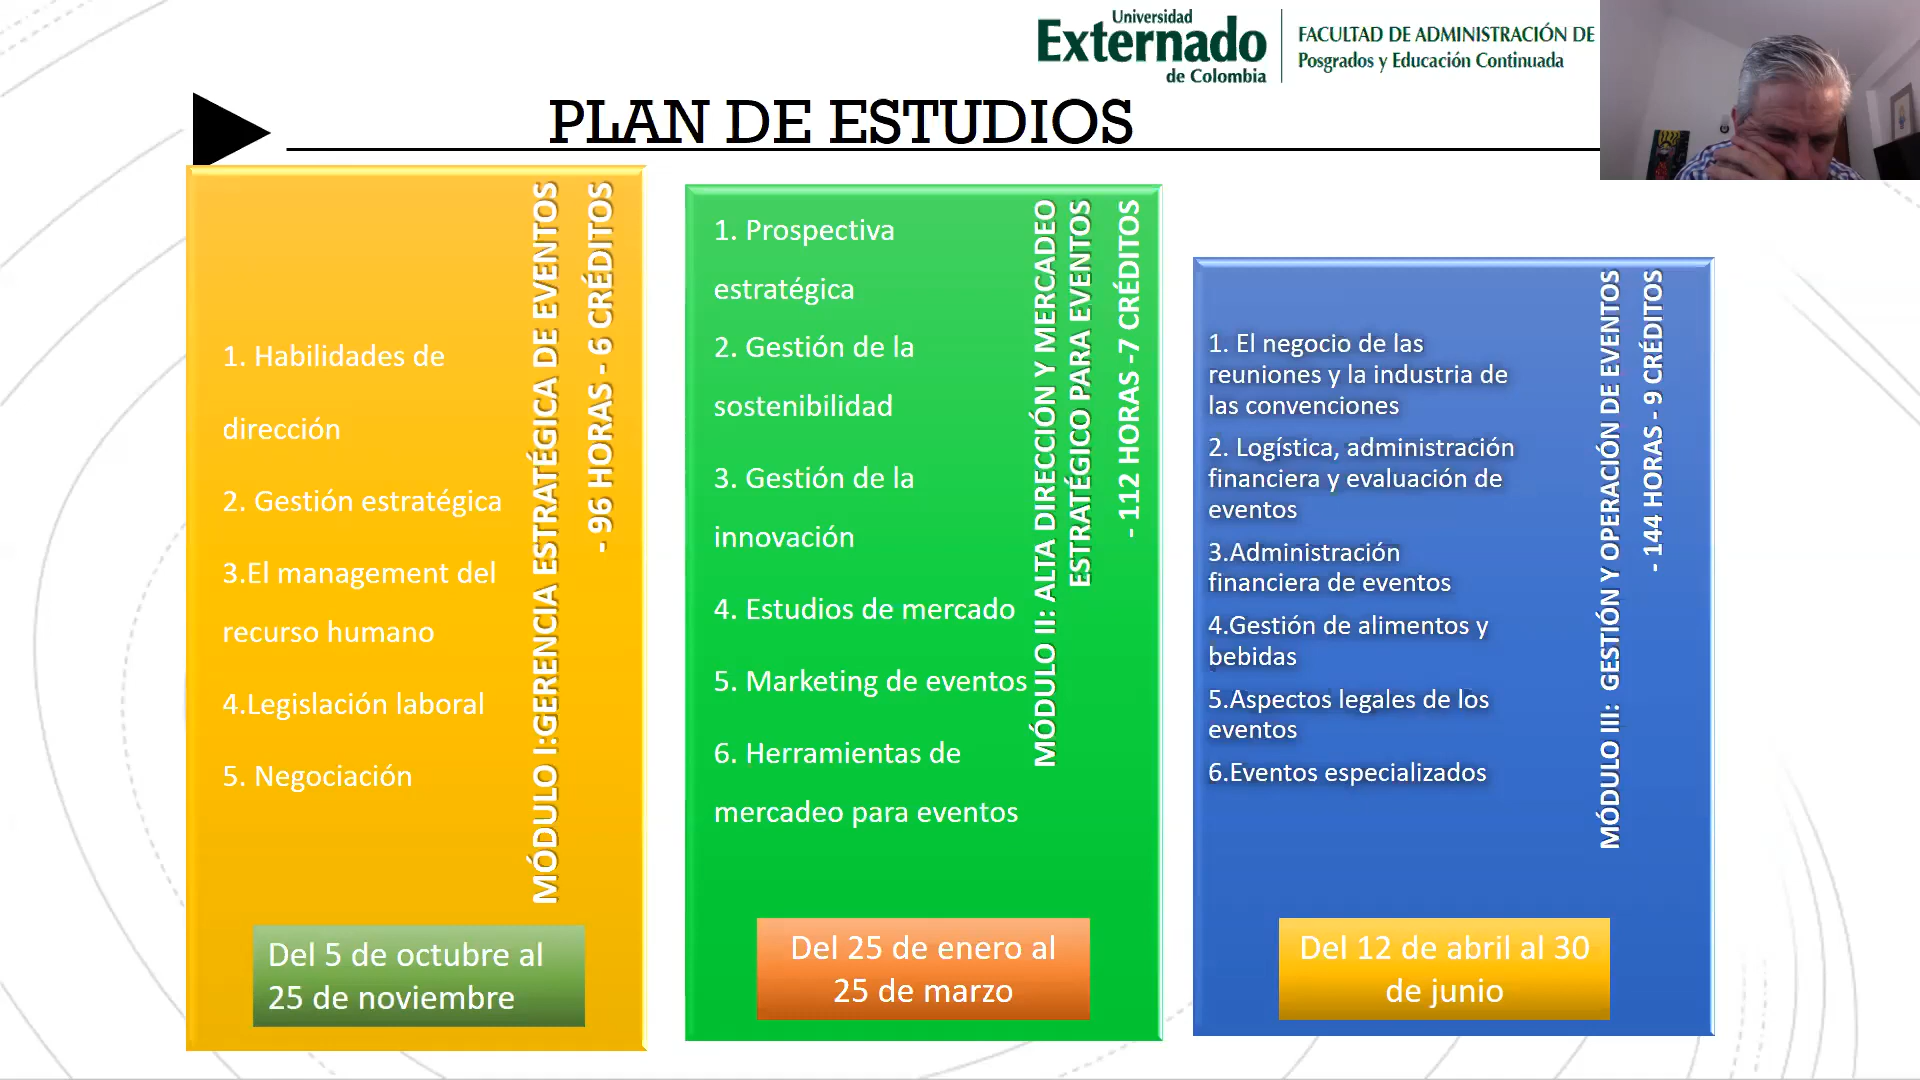 Universidad
Externado
de Colombia
FACULTAD DE ADMINISTRACIÓN DE
Posgrados y Educación Continuada
PLAN DE ESTUDIOS
1. Habilidades de
dirección
2. Gestión estratégica
3.El management del
recurso humano
4.Legislación laboral
5. Negociación
MÓDULO I:GERENCIA ESTRATÉGICA DE EVENTOS
- 96 HORAS - 6 CRÉDITOS
Del 5 de octubre al
25 de noviembre
1. Prospectiva
estratégica
2. Gestión de la
sostenibilidad
3. Gestión de la
innovación
4. Estudios de mercado
5. Marketing de eventos
6. Herramientas de
mercadeo para eventos
MÓDULO II: ALTA DIRECCIÓN Y MERCADEO
ESTRATÉGICO PARA EVENTOS
- 112 HORAS -7 CRÉDITOS
Del 25 de enero al
25 de marzo
1. El negocio de las
reuniones y la industria de
las convenciones
2. Logística, administración
financiera y evaluación de
eventos
3.Administración
financiera de eventos
4.Gestión de alimentos y
bebidas
5.Aspectos legales de los
eventos
6.Eventos especializados
MÓDULO III: GESTIÓN Y OPERACIÓN DE EVENTOS
- 144 HORAS - 9 CRÉDITOS
Del 12 de abril al 30
de junio